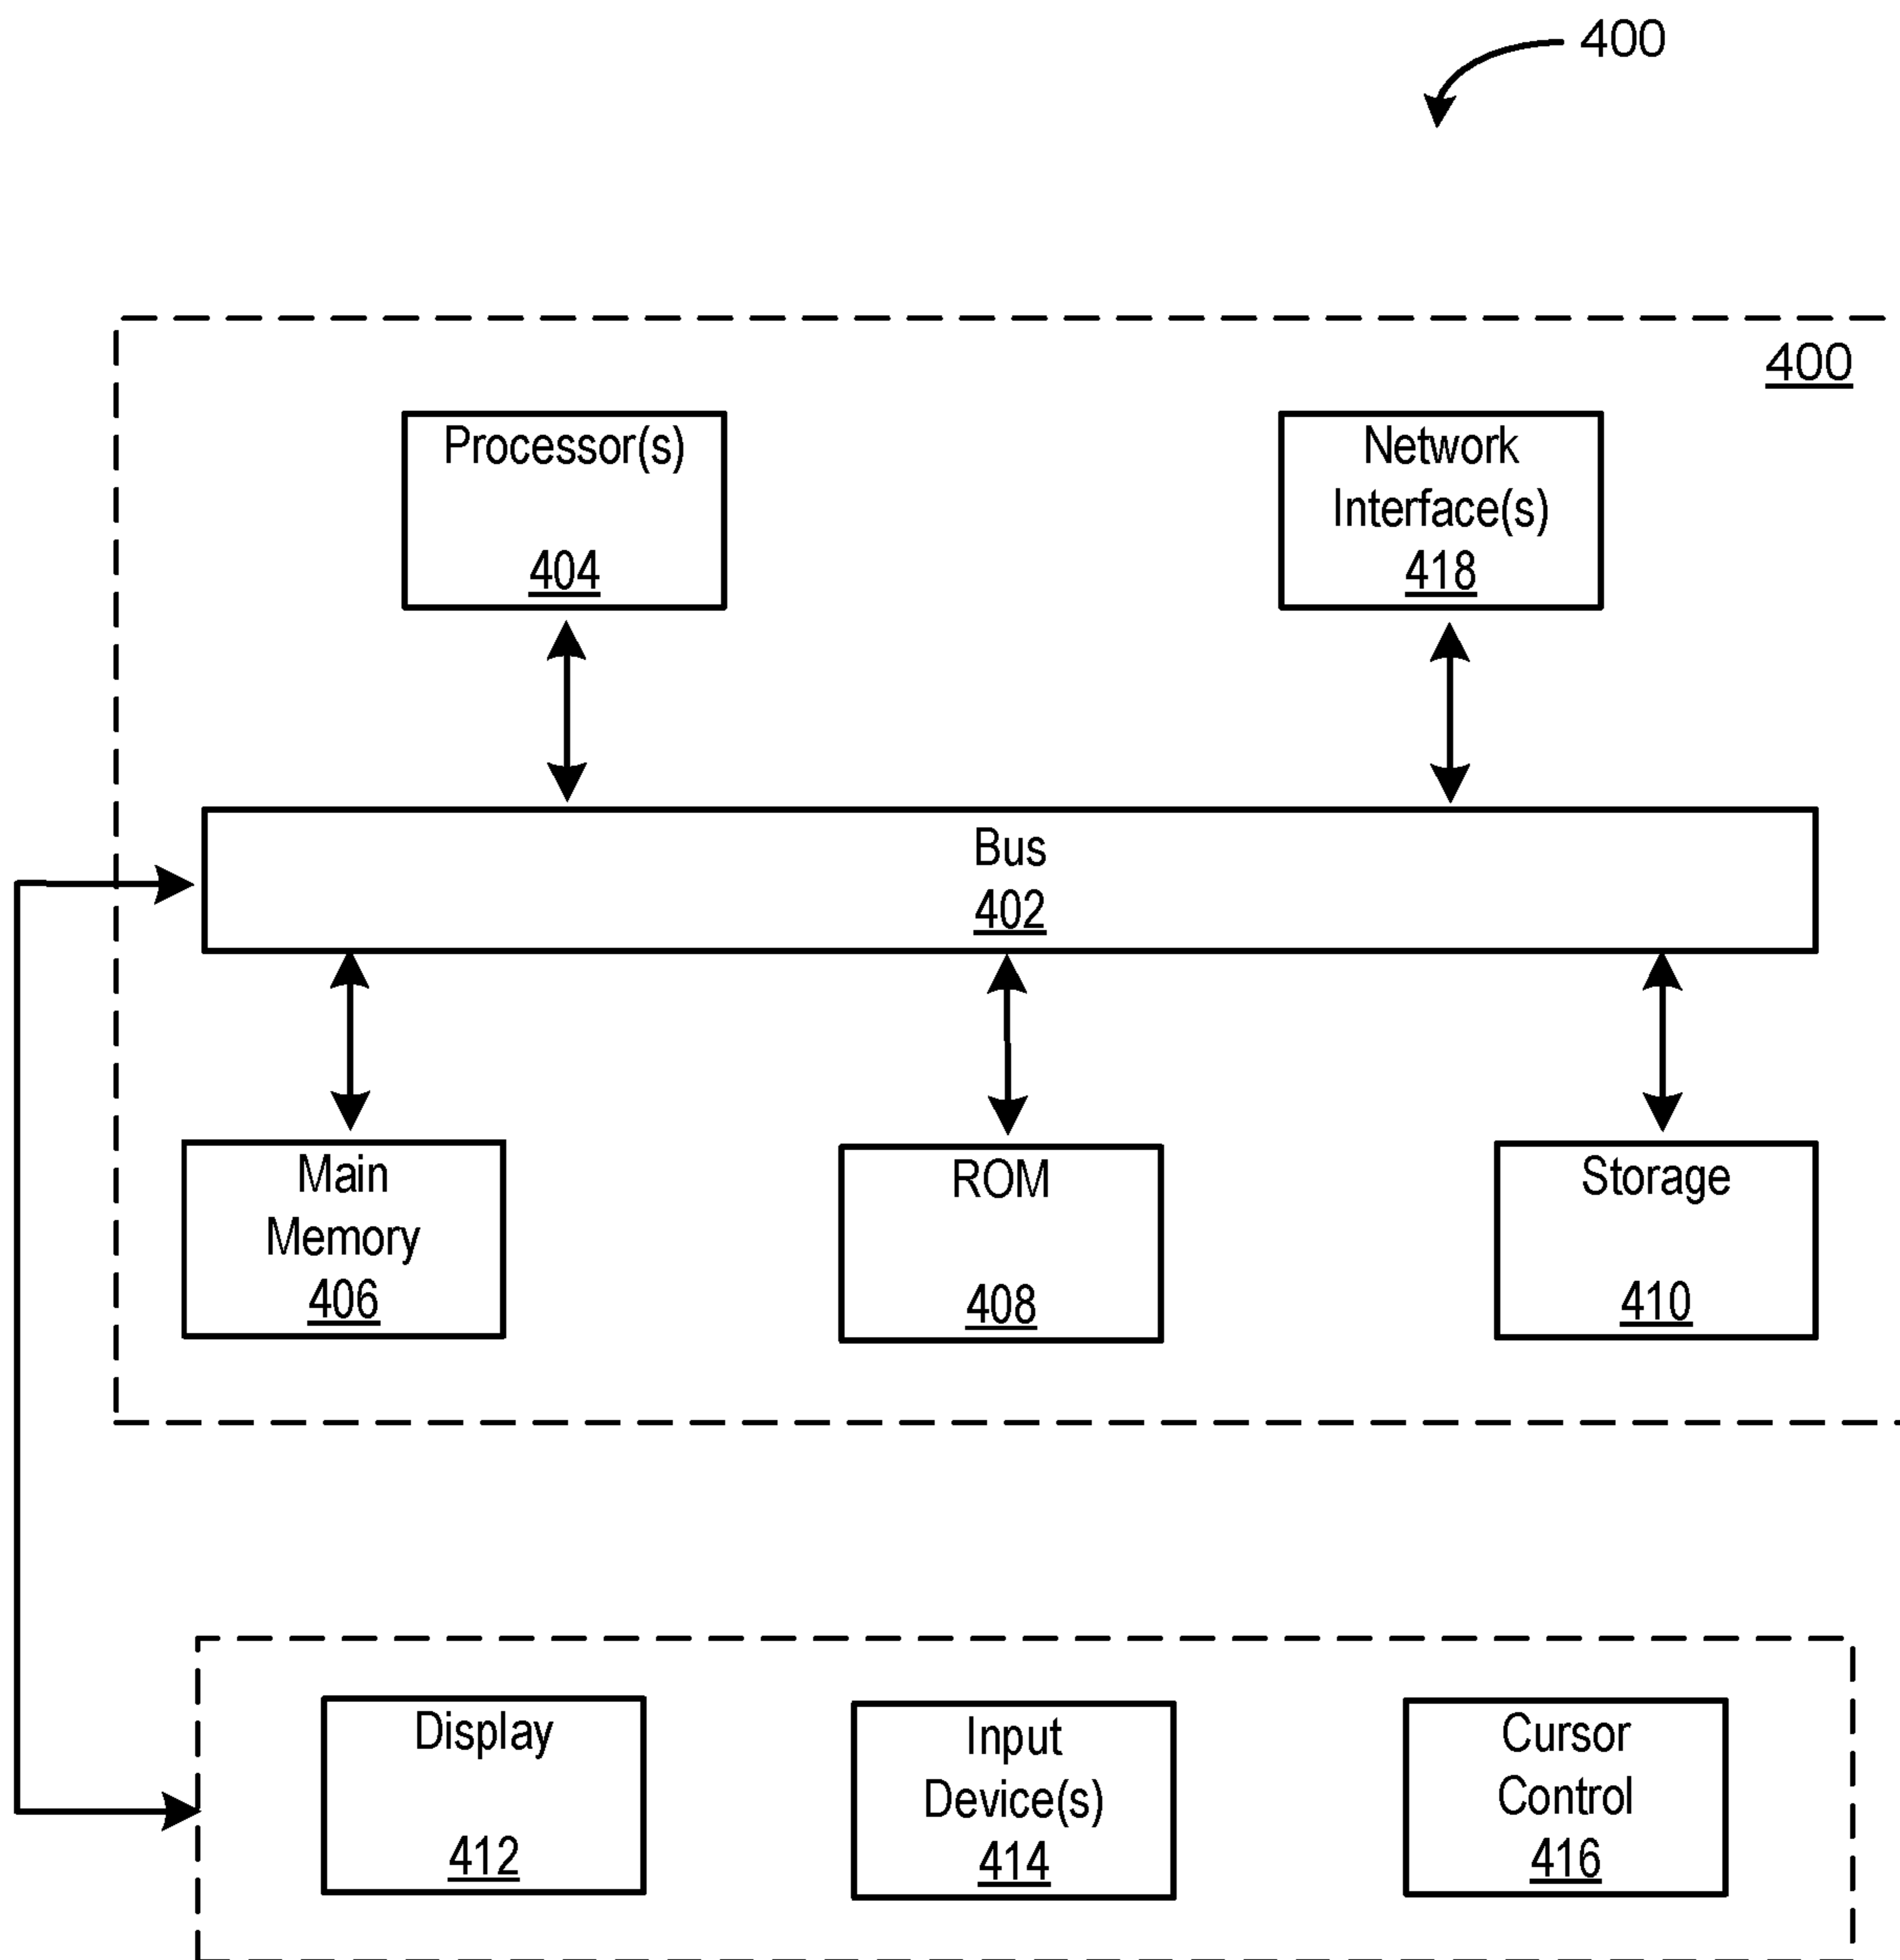 400
400
Processor(s)
404
Network
Interface(s)
418
Bus
402
Main
Memory
406
ROM
408
Storage
410
Display
412
Input
Device(s)
414
Cursor
Control
416